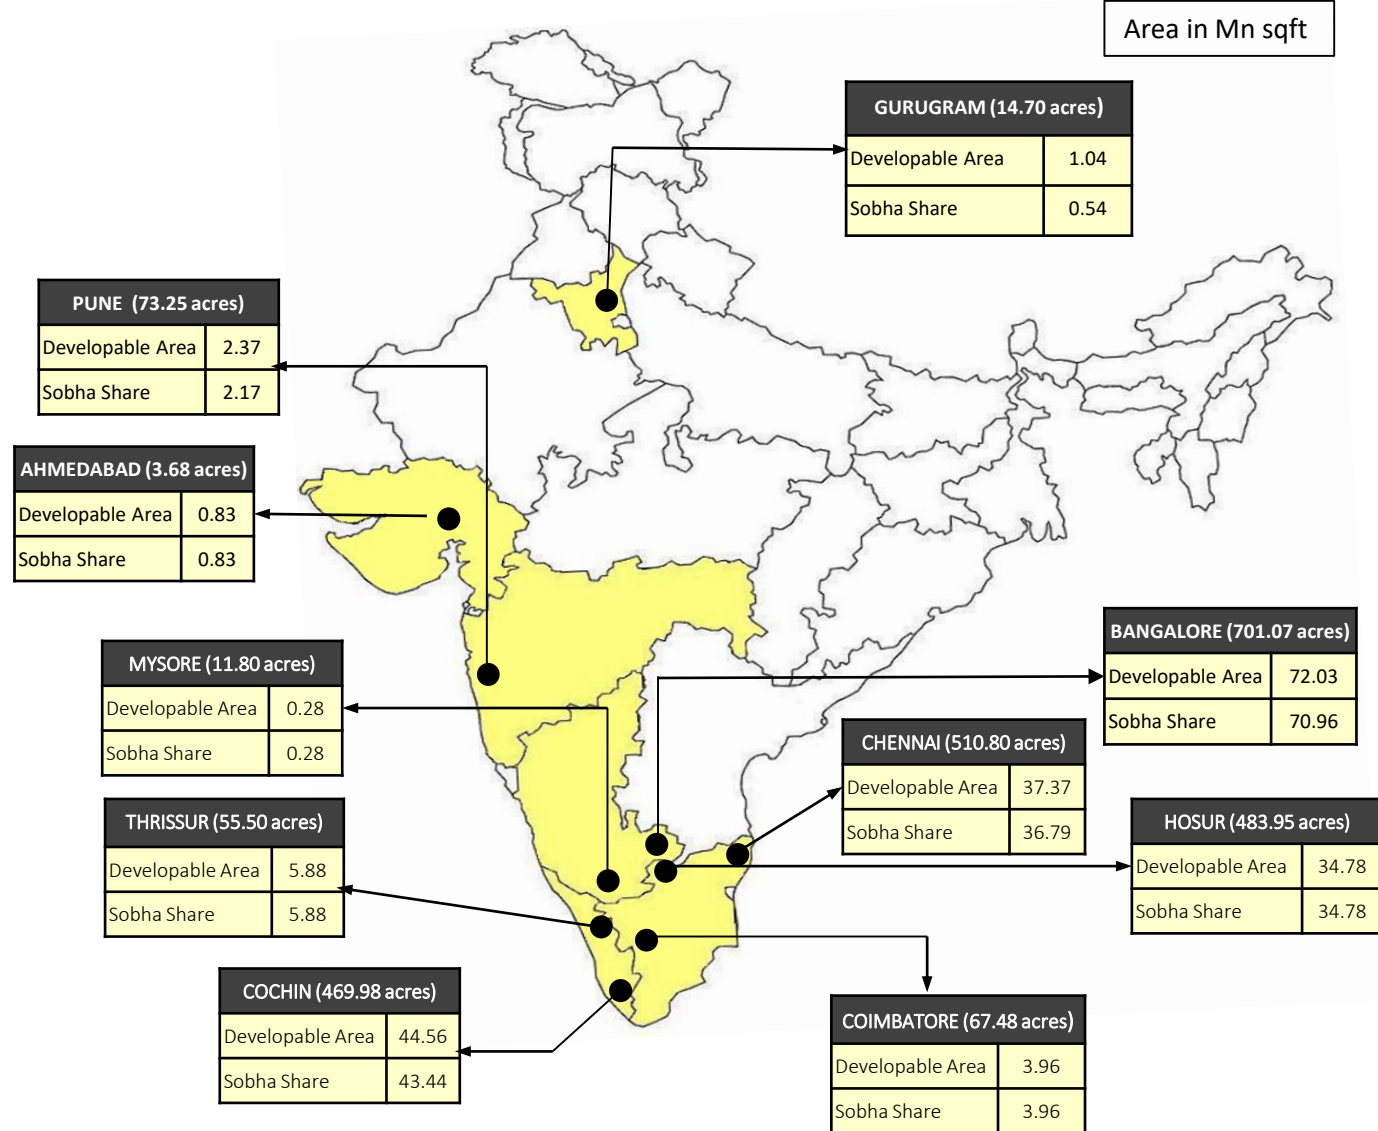 Area in Mn sqft
GURUGRAM (14.70 acres)
Developable Area 1.04
Sobha Share 0.54
PUNE (73.25 acres)
Developable Area 2.37
Sobha Share 2.17
AHMEDABAD (3.68 acres)
Developable Area 0.83
Sobha Share 0.83
BANGALORE (701.07 acres)
Developable Area 72.03
Sobha Share 70.96
MYSORE (11.80 acres)
Developable Area 0.28
Sobha Share 0.28
CHENNAI (510.80 acres)
Developable Area 37.37
Sobha Share 36.79
THRISSUR (55.50 acres)
Developable Area 5.88
Sobha Share 5.88
HOSUR (483.95 acres)
Developable Area 34.78
Sobha Share 34.78
COCHIN (469.98 acres)
Developable Area 44.56
Sobha Share 43.44
COIMBATORE (67.48 acres)
Developable Area 3.96
Sobha Share 3.96